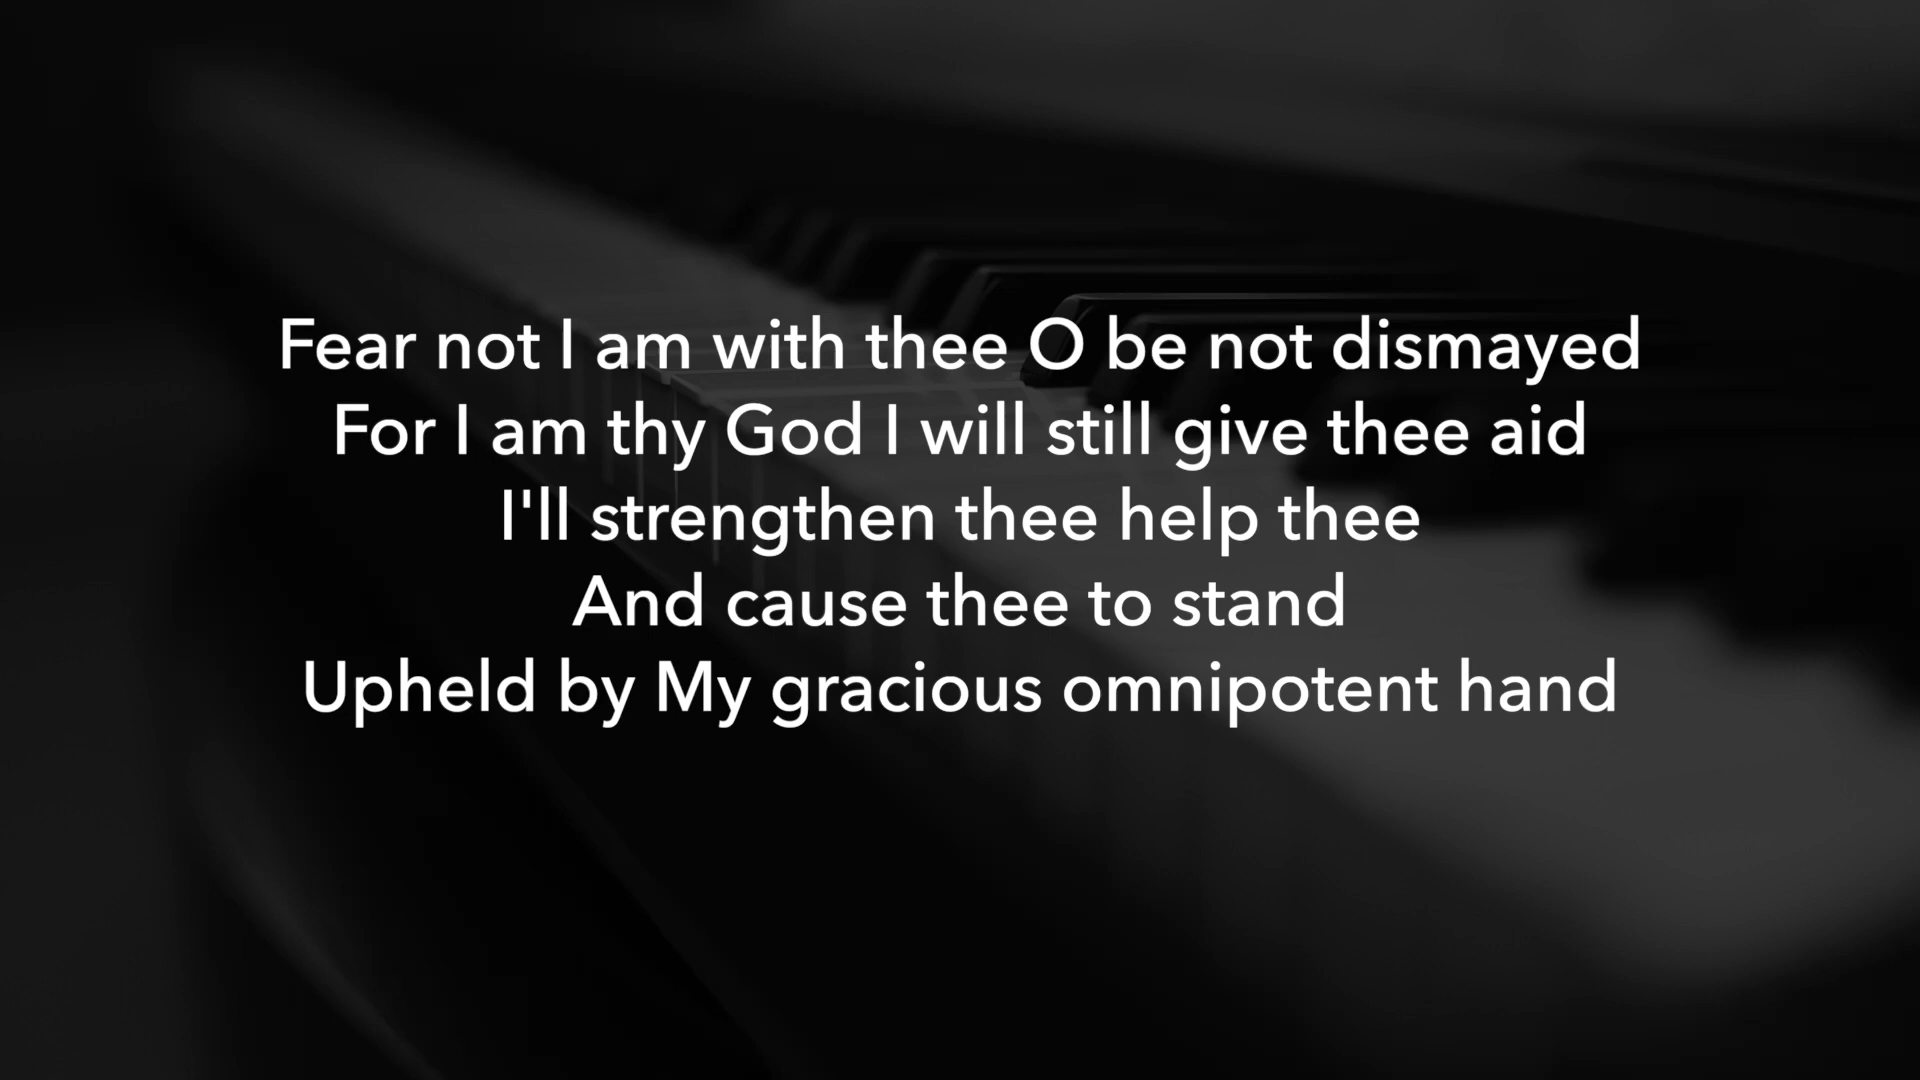 Fear not I am with thee O be not dismayed
For I am thy God I will still give thee aid
I'll strengthen thee help thee
And cause thee to stand
Upheld by My gracious omnipotent hand